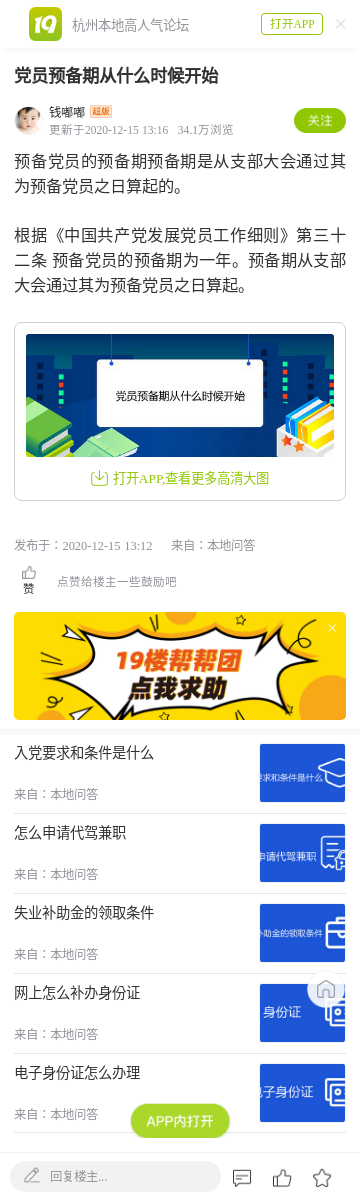 19
杭州本地高人气论坛
打开APP
党员预备期从什么时候开始
钱嘟嘟 超版
更新于2020-12-15 13:16 34.1万浏览
关注
预备党员的预备期预备期是从支部大会通过其
为预备党员之日算起的。
根据《中国共产党发展党员工作细则》第三十
二条 预备党员的预备期为一年。预备期从支部
大会通过其为预备党员之日算起。
党员预备期从什么时候开始
打开APP,查看更多高清大图
发布于：2020-12-15 13:12 来自：本地问答
赞
点赞给楼主一些鼓励吧
19楼帮帮团
点我求助
入党要求和条件是什么
要求和条件是什么
来自：本地问答
怎么申请代驾兼职
申请代驾兼职
来自：本地问答
失业补助金的领取条件
补助金的领取条件
来自：本地问答
网上怎么补办身份证
身份证
来自：本地问答
电子身份证怎么办理
电子身份证
来自：本地问答
APP内打开
回复楼主...